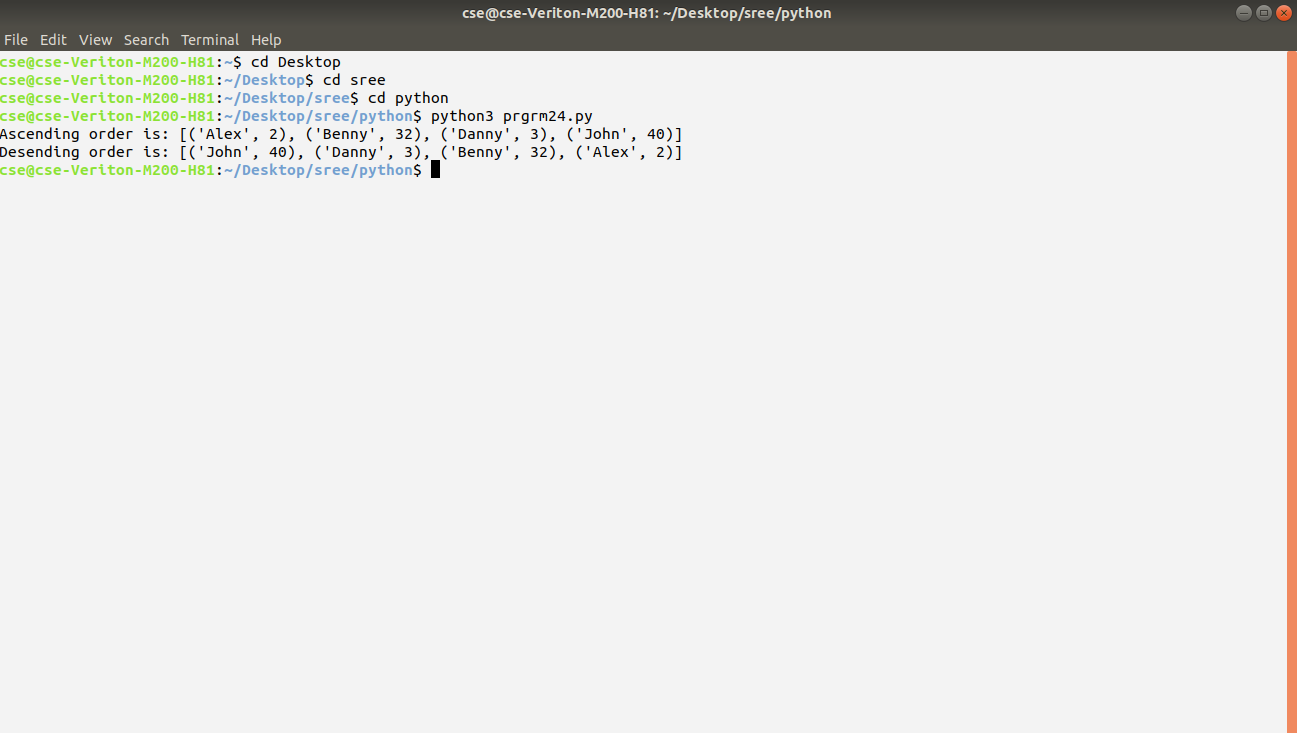 cse@cse-Veriton-M200-H81: ~/Desktop/sree/python
File Edit View Search Terminal Help
cse@cse-Veriton-M200-H81:~$ cd Desktop
cse@cse-Veriton-M200-H81:~/Desktop$ cd sree
cse@cse-Veriton-M200-H81:~/Desktop/sree$ cd python
cse@cse-Veriton-M200-H81:~/Desktop/sree/python$ python3 prgrm24.py
Ascending order is: [('Alex', 2), ('Benny', 32), ('Danny', 3), ('John', 40)]
Desending order is: [('John', 40), ('Danny', 3), ('Benny', 32), ('Alex', 2)]
cse@cse-Veriton-M200-H81:~/Desktop/sree/python$